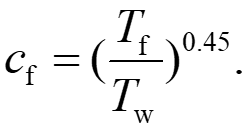 c_f = (T_f / T_w)^0.45.